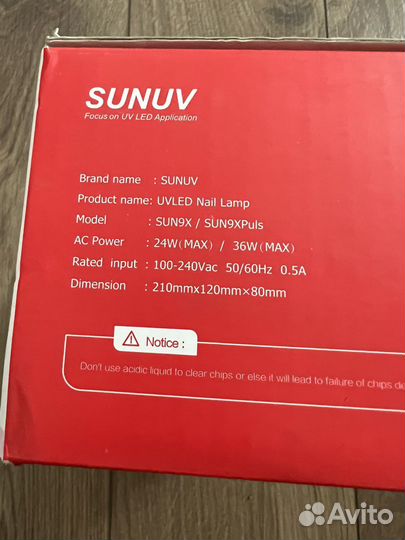 SUNUV
Focus on UV LED Application
Brand name : SUNUV
Product name: UVLED Nail Lamp
Model : SUN9X / SUN9XPuls
AC Power : 24W(MAX) / 36W(MAX)
Rated input : 100-240Vac 50/60Hz 0.5A
Dimension : 210mmx120mm×80mm
Notice :
Don't use acidic liquid to clear chips or else it will lead to failure of chips
Avito